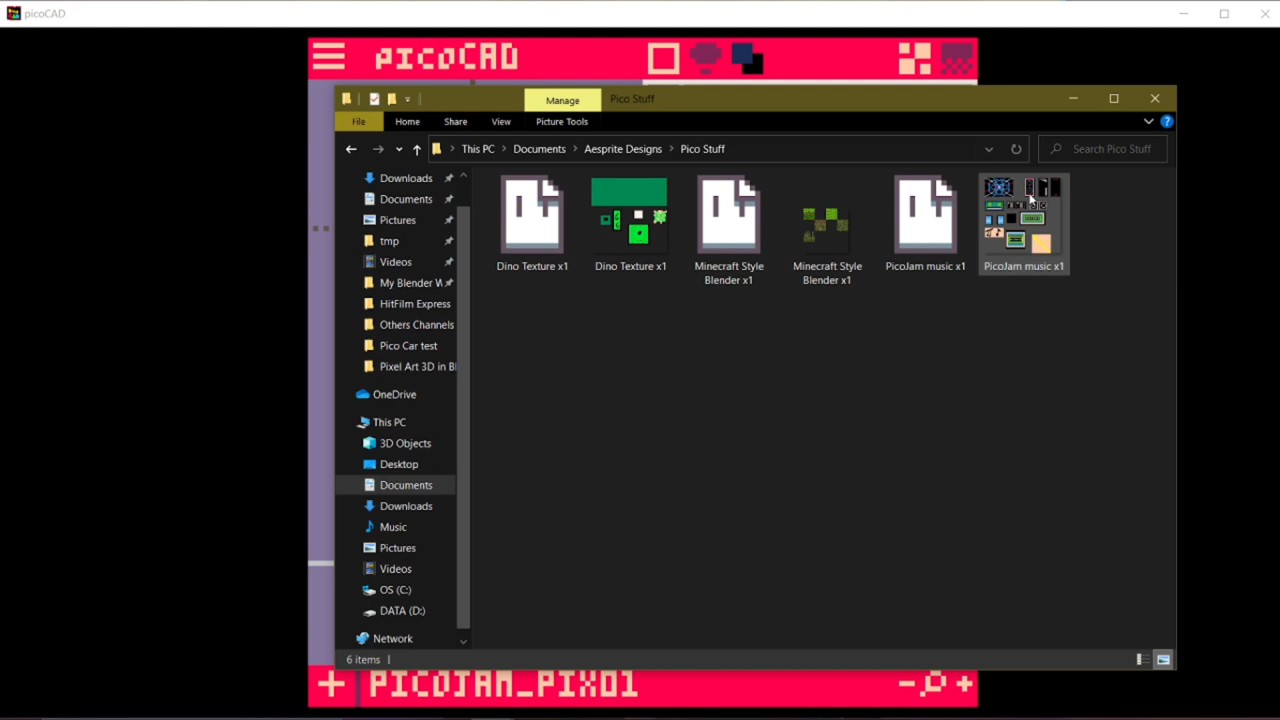 picoCAD
picoCAD
Manage
Pico Stuff
File
Home
Share
View
Picture Tools
This PC
Documents
Aesprite Designs
Pico Stuff
Search Pico Stuff
Downloads
Documents
Pictures
tmp
Videos
My Blender W
HitFilm Express
Others Channels
Pico Car test
Pixel Art 3D in Bl
OneDrive
This PC
3D Objects
Desktop
Documents
Downloads
Music
Pictures
Videos
OS (C:)
DATA (D:)
Network
Dino Texture x1
Dino Texture x1
Minecraft Style
Blender x1
Minecraft Style
Blender x1
PicoJam music x1
PicoJam music x1
6 items
PICOJAM_PIX01